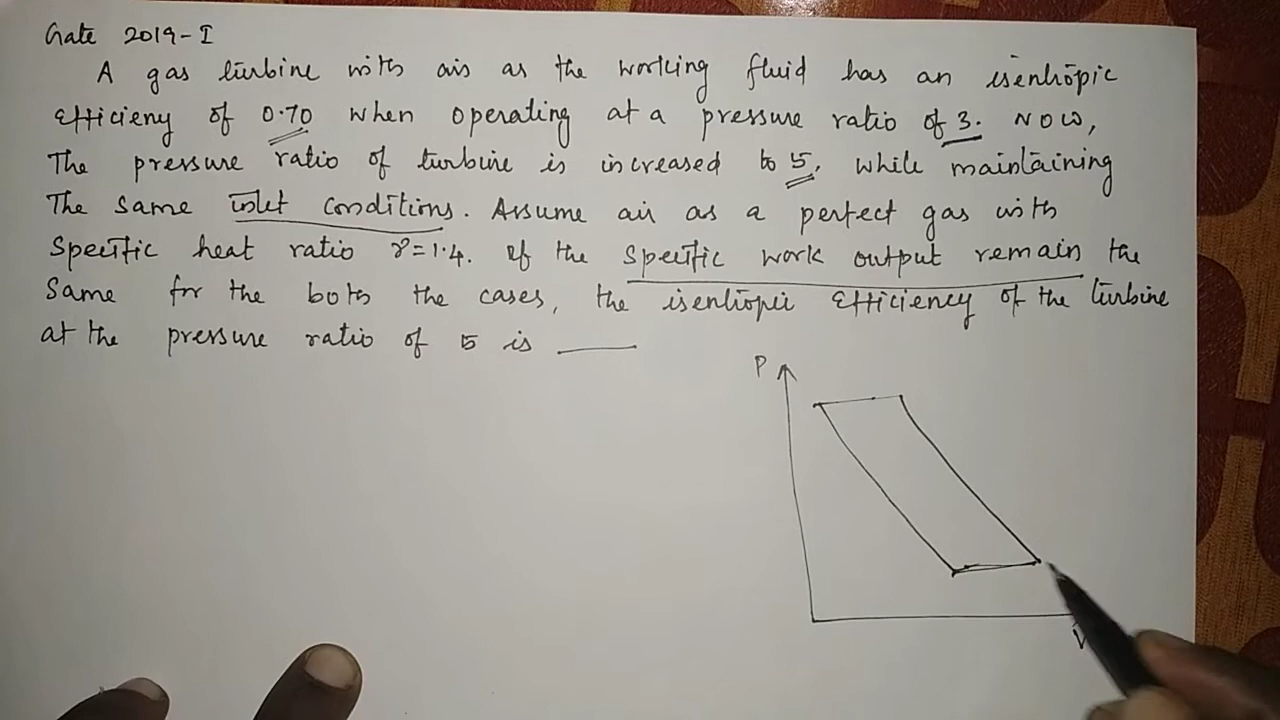 Gate 2019-I
A gas turbine with air as the working fluid has an isentropic
Efficieny of 0.70 when operating at a pressure ratio of 3. NOW,
The pressure ratio of turbine is increased to 5, while maintaining
The same inlet conditions. Assume air as a perfect gas with
Specific heat ratio γ=1.4. If the specific work output remain the
Same for the both the cases, the isentropic Efficiency of the turbine
at the pressure ratio of 5 is ____
P
V